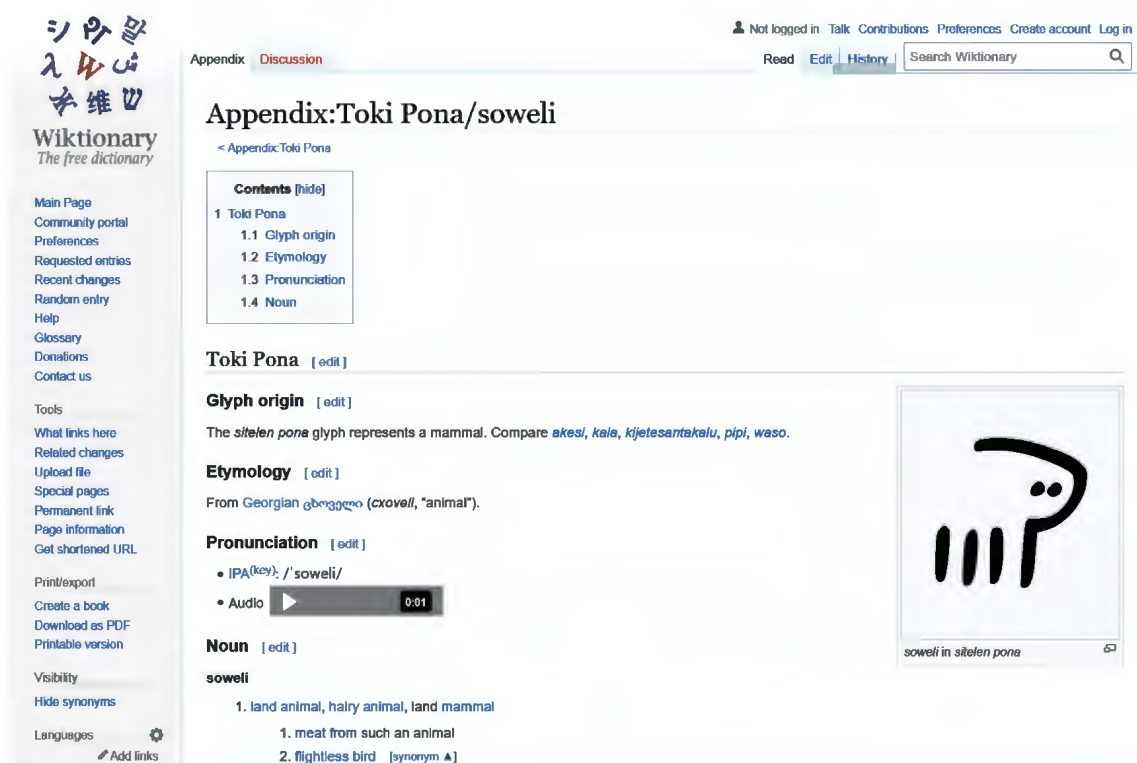 Not logged in Talk Contributions Preferences Create account Log in
Appendix Discussion Read Edit History Search Wiktionary
Wiktionary
The free dictionary
Main Page
Community portal
Preferences
Requested entries
Recent changes
Random entry
Help
Glossary
Donations
Contact us
Tools
What links here
Related changes
Upload file
Special pages
Permanent link
Page information
Get shortened URL
Print/export
Create a book
Download as PDF
Printable version
Visibility
Hide synonyms
Languages
Add links
Appendix:Toki Pona/soweli
< Appendix:Toki Pona
Contents [hide]
1 Toki Pona
1.1 Glyph origin
1.2 Etymology
1.3 Pronunciation
1.4 Noun
Toki Pona [ edit ]
Glyph origin [ edit ]
The sitelen pona glyph represents a mammal. Compare akesi, kala, kijetesantakalu, pipi, waso.
Etymology [ edit ]
From Georgian ცხოველი (cxoveli, "animal").
Pronunciation [ edit ]
• IPA(key): /ˈsoweli/
• Audio 0:01
Noun [ edit ]
soweli
1. land animal, hairy animal, land mammal
1. meat from such an animal
2. flightless bird [synonym ▲]
soweli in sitelen pona